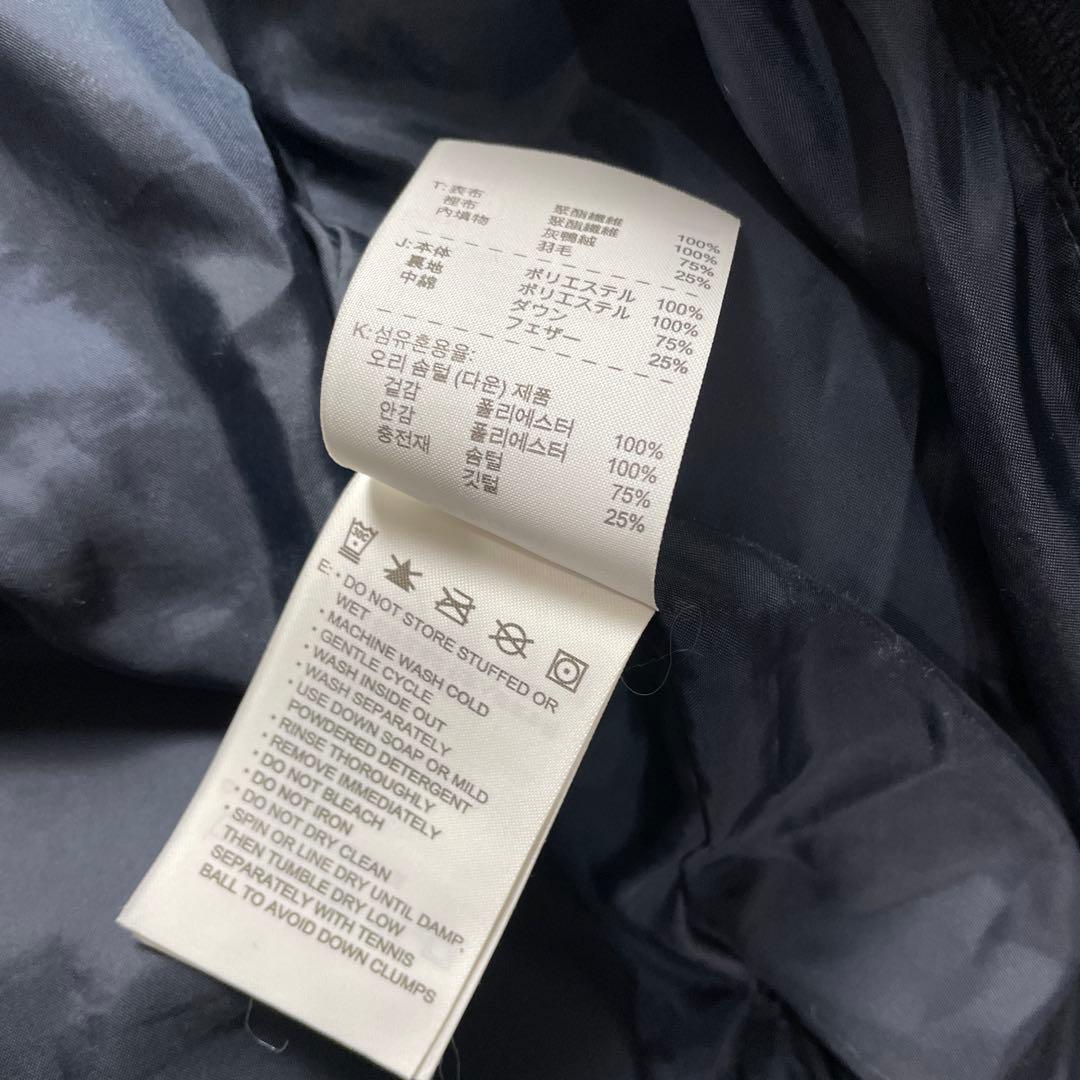 T: 表布 聚酯纖維 100%
裡布 聚酯纖維 100%
內填物 灰鴨絨 75%
羽毛 25%
J: 本体 ポリエステル 100%
裏地 ポリエステル 100%
中綿 ダウン 75%
フェザー 25%
K: 섬유혼용율:
오리 솜털 (다운) 제품
겉감 폴리에스터 100%
안감 폴리에스터 100%
충전재 솜털 75%
깃털 25%
30C
E: • DO NOT STORE STUFFED OR
WET
• MACHINE WASH COLD
• GENTLE CYCLE
• WASH INSIDE OUT
• WASH SEPARATELY
• USE DOWN SOAP OR MILD
POWDERED DETERGENT
• RINSE THOROUGHLY
• REMOVE IMMEDIATELY
• DO NOT BLEACH
• DO NOT IRON
• DO NOT DRY CLEAN
• SPIN OR LINE DRY UNTIL DAMP.
THEN TUMBLE DRY LOW
SEPARATELY WITH TENNIS
BALL TO AVOID DOWN CLUMPS